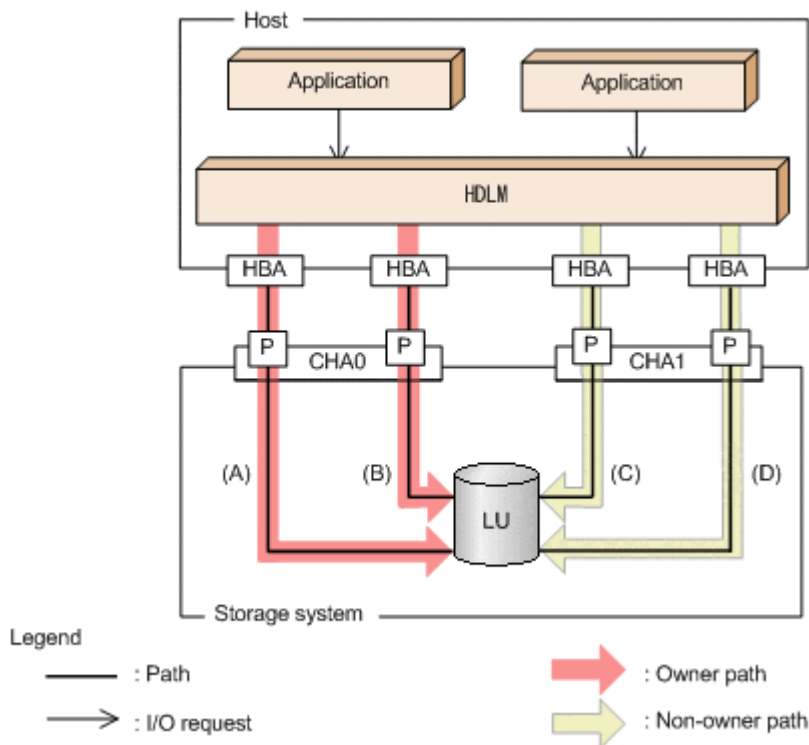 Host
Application
Application
HDLM
HBA HBA HBA HBA
P CHA0 P P CHA1 P
(A) (B) (C) (D)
LU
Storage system
Legend
: Path
: Owner path
: I/O request
: Non-owner path